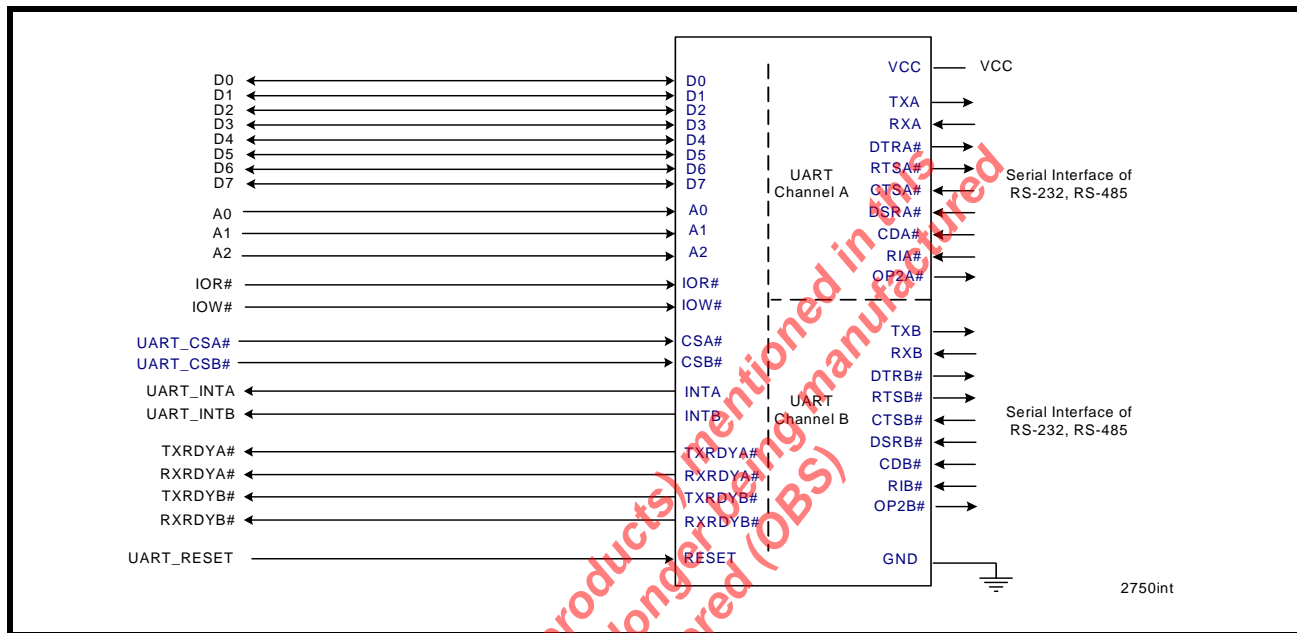 D0
D1
D2
D3
D4
D5
D6
D7
A0
A1
A2
IOR#
IOW#
UART_CSA#
UART_CSB#
UART_INTA
UART_INTB
TXRDYA#
RXRDYA#
TXRDYB#
RXRDYB#
UART_RESET
D0
D1
D2
D3
D4
D5
D6
D7
A0
A1
A2
IOR#
IOW#
CSA#
CSB#
INTA
INTB
TXRDYA#
RXRDYA#
TXRDYB#
RXRDYB#
RESET
UART
Channel A
UART
Channel B
VCC
TXA
RXA
DTRA#
RTSA#
CTSA#
DSRA#
CDA#
RIA#
OP2A#
TXB
RXB
DTRB#
RTSB#
CTSB#
DSRB#
CDB#
RIB#
OP2B#
GND
VCC
Serial Interface of
RS-232, RS-485
Serial Interface of
RS-232, RS-485
2750int
products) mentioned in this
longer being manufactured
(OBS)